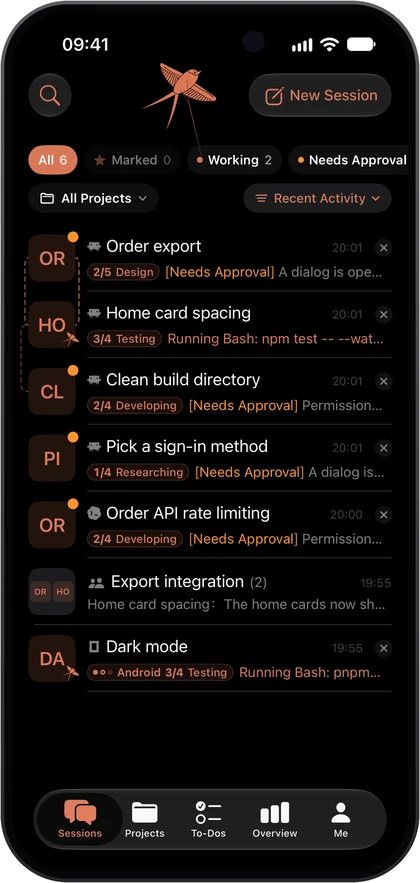 09:41
New Session
All 6
Marked 0
Working 2
Needs Approval
All Projects
Recent Activity
OR
Order export
20:01
2/5 Design [Needs Approval] A dialog is ope...
HO
Home card spacing
20:01
3/4 Testing Running Bash: npm test -- --wat...
CL
Clean build directory
20:01
2/4 Developing [Needs Approval] Permission...
PI
Pick a sign-in method
20:01
1/4 Researching [Needs Approval] A dialog is...
OR
Order API rate limiting
20:00
2/4 Developing [Needs Approval] Permission...
OR HO
Export integration (2)
19:55
Home card spacing： The home cards now sh...
DA
Dark mode
19:55
Android 3/4 Testing Running Bash: pnpm...
Sessions
Projects
To-Dos
Overview
Me